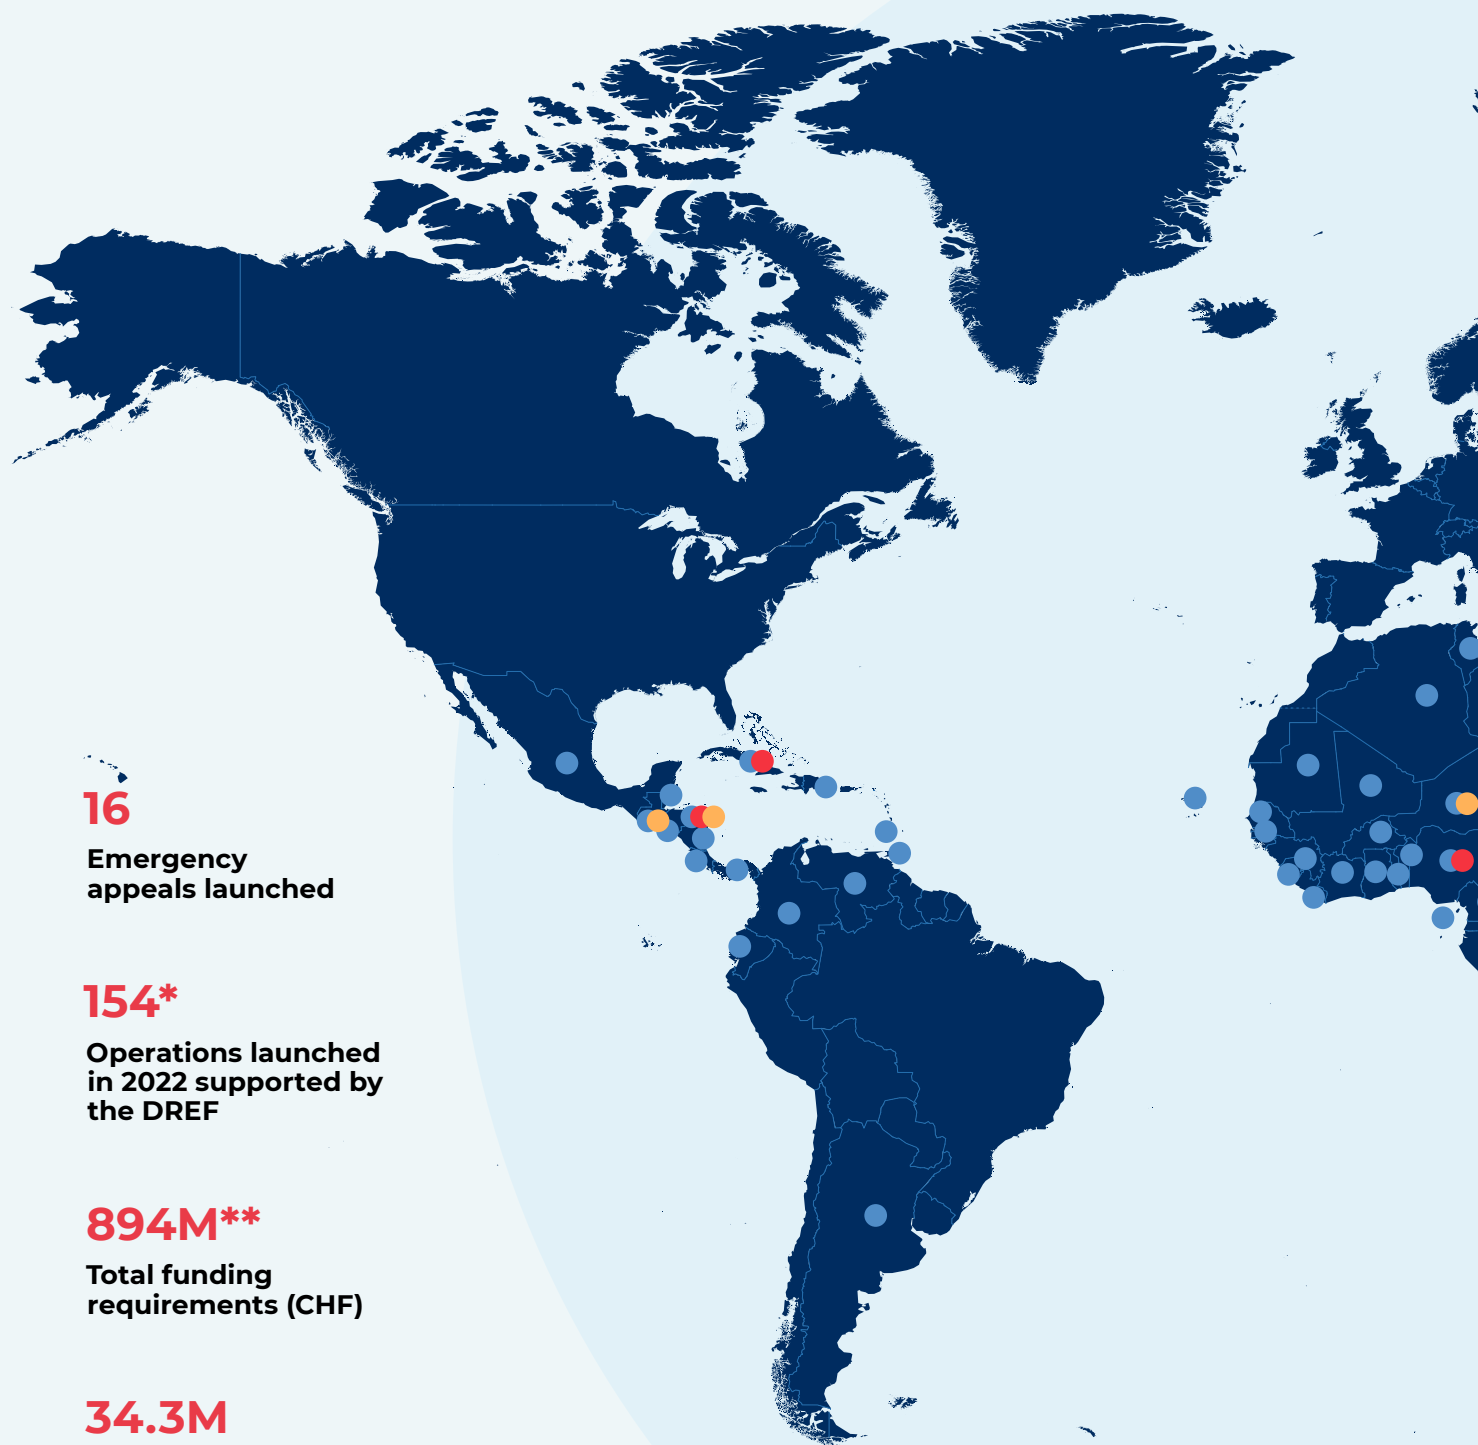 16
Emergency
appeals launched
154*
Operations launched
in 2022 supported by
the DREF
894M**
Total funding
requirements (CHF)
34.3M